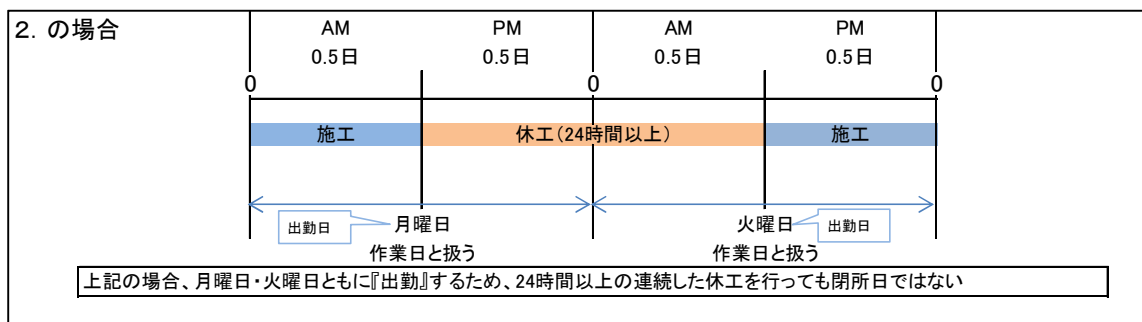 2．の場合
AM PM AM PM
0.5日 0.5日 0.5日 0.5日
0 0 0
施工 休工（24時間以上） 施工
出勤日 月曜日 火曜日 出勤日
作業日と扱う 作業日と扱う
上記の場合、月曜日・火曜日ともに『出勤』するため、24時間以上の連続した休工を行っても閉所日ではない